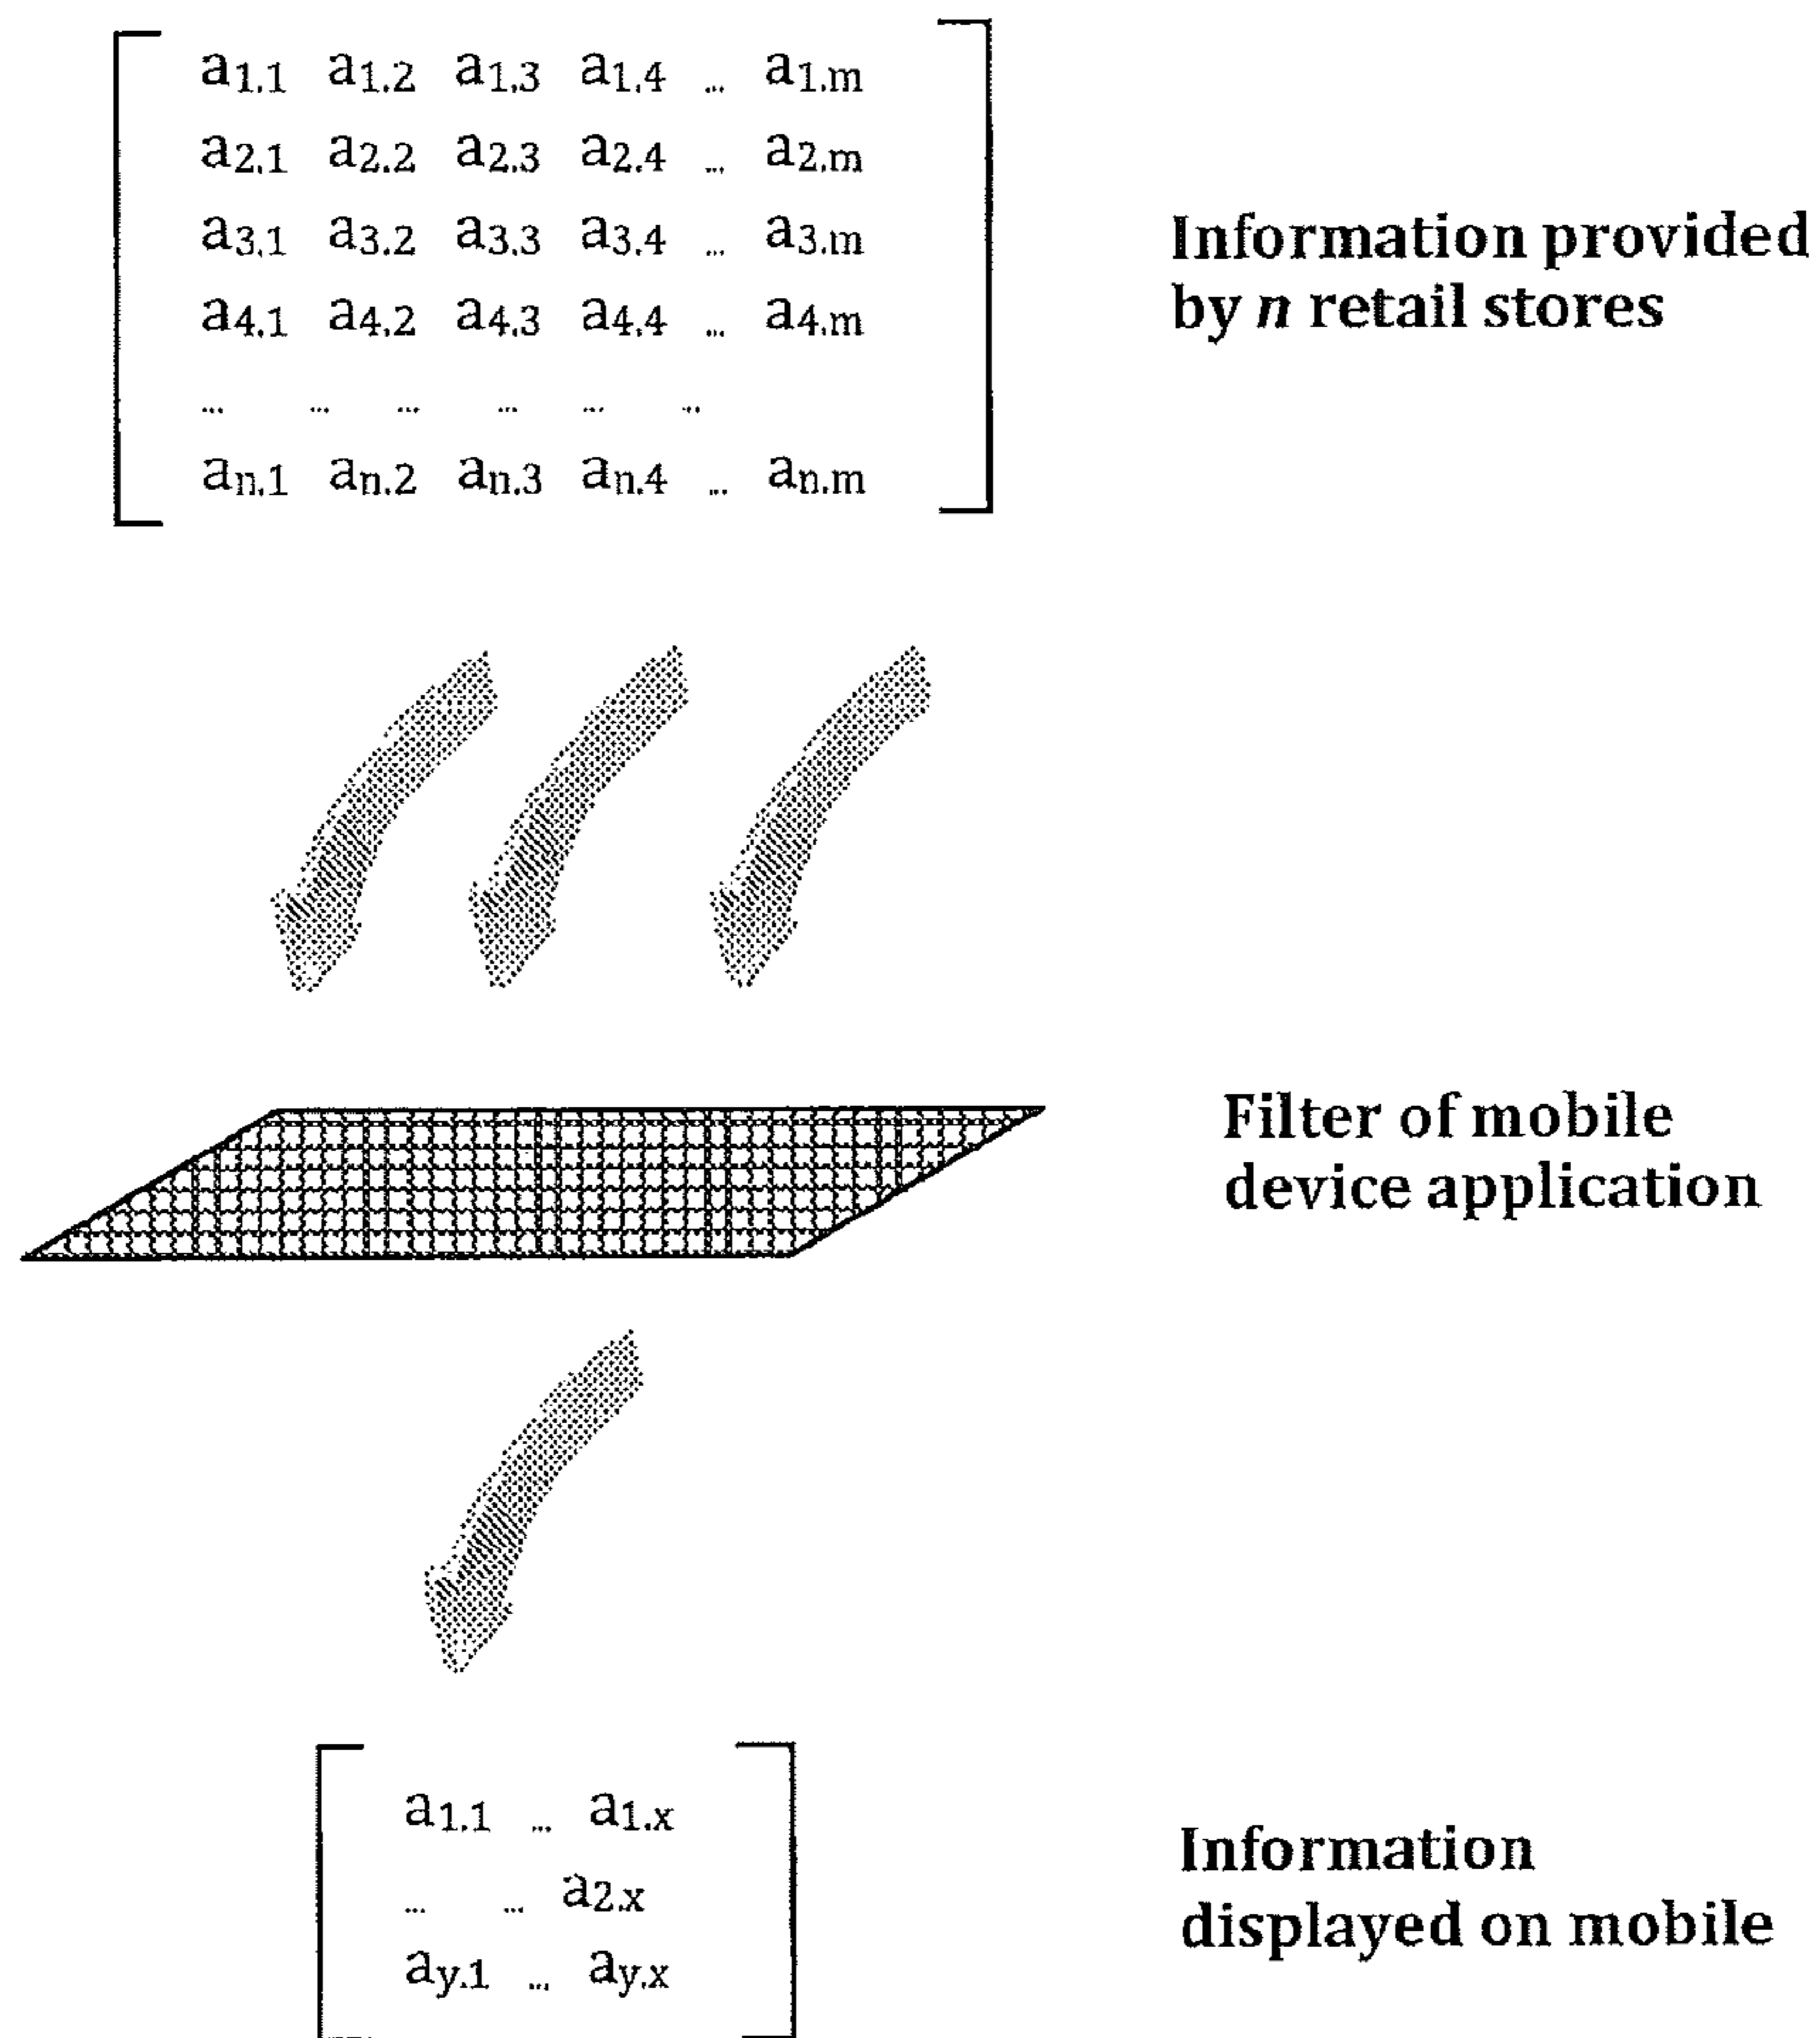 a1.1 a1.2 a1.3 a1.4 ... a1.m
a2.1 a2.2 a2.3 a2.4 ... a2.m
a3.1 a3.2 a3.3 a3.4 ... a3.m
a4.1 a4.2 a4.3 a4.4 ... a4.m
... ... ... ... ... ...
an.1 an.2 an.3 an.4 ... an.m
Information provided
by n retail stores
Filter of mobile
device application
a1.1 ... a1.x
... ... a2.x
ay.1 ... ay.x
Information
displayed on mobile